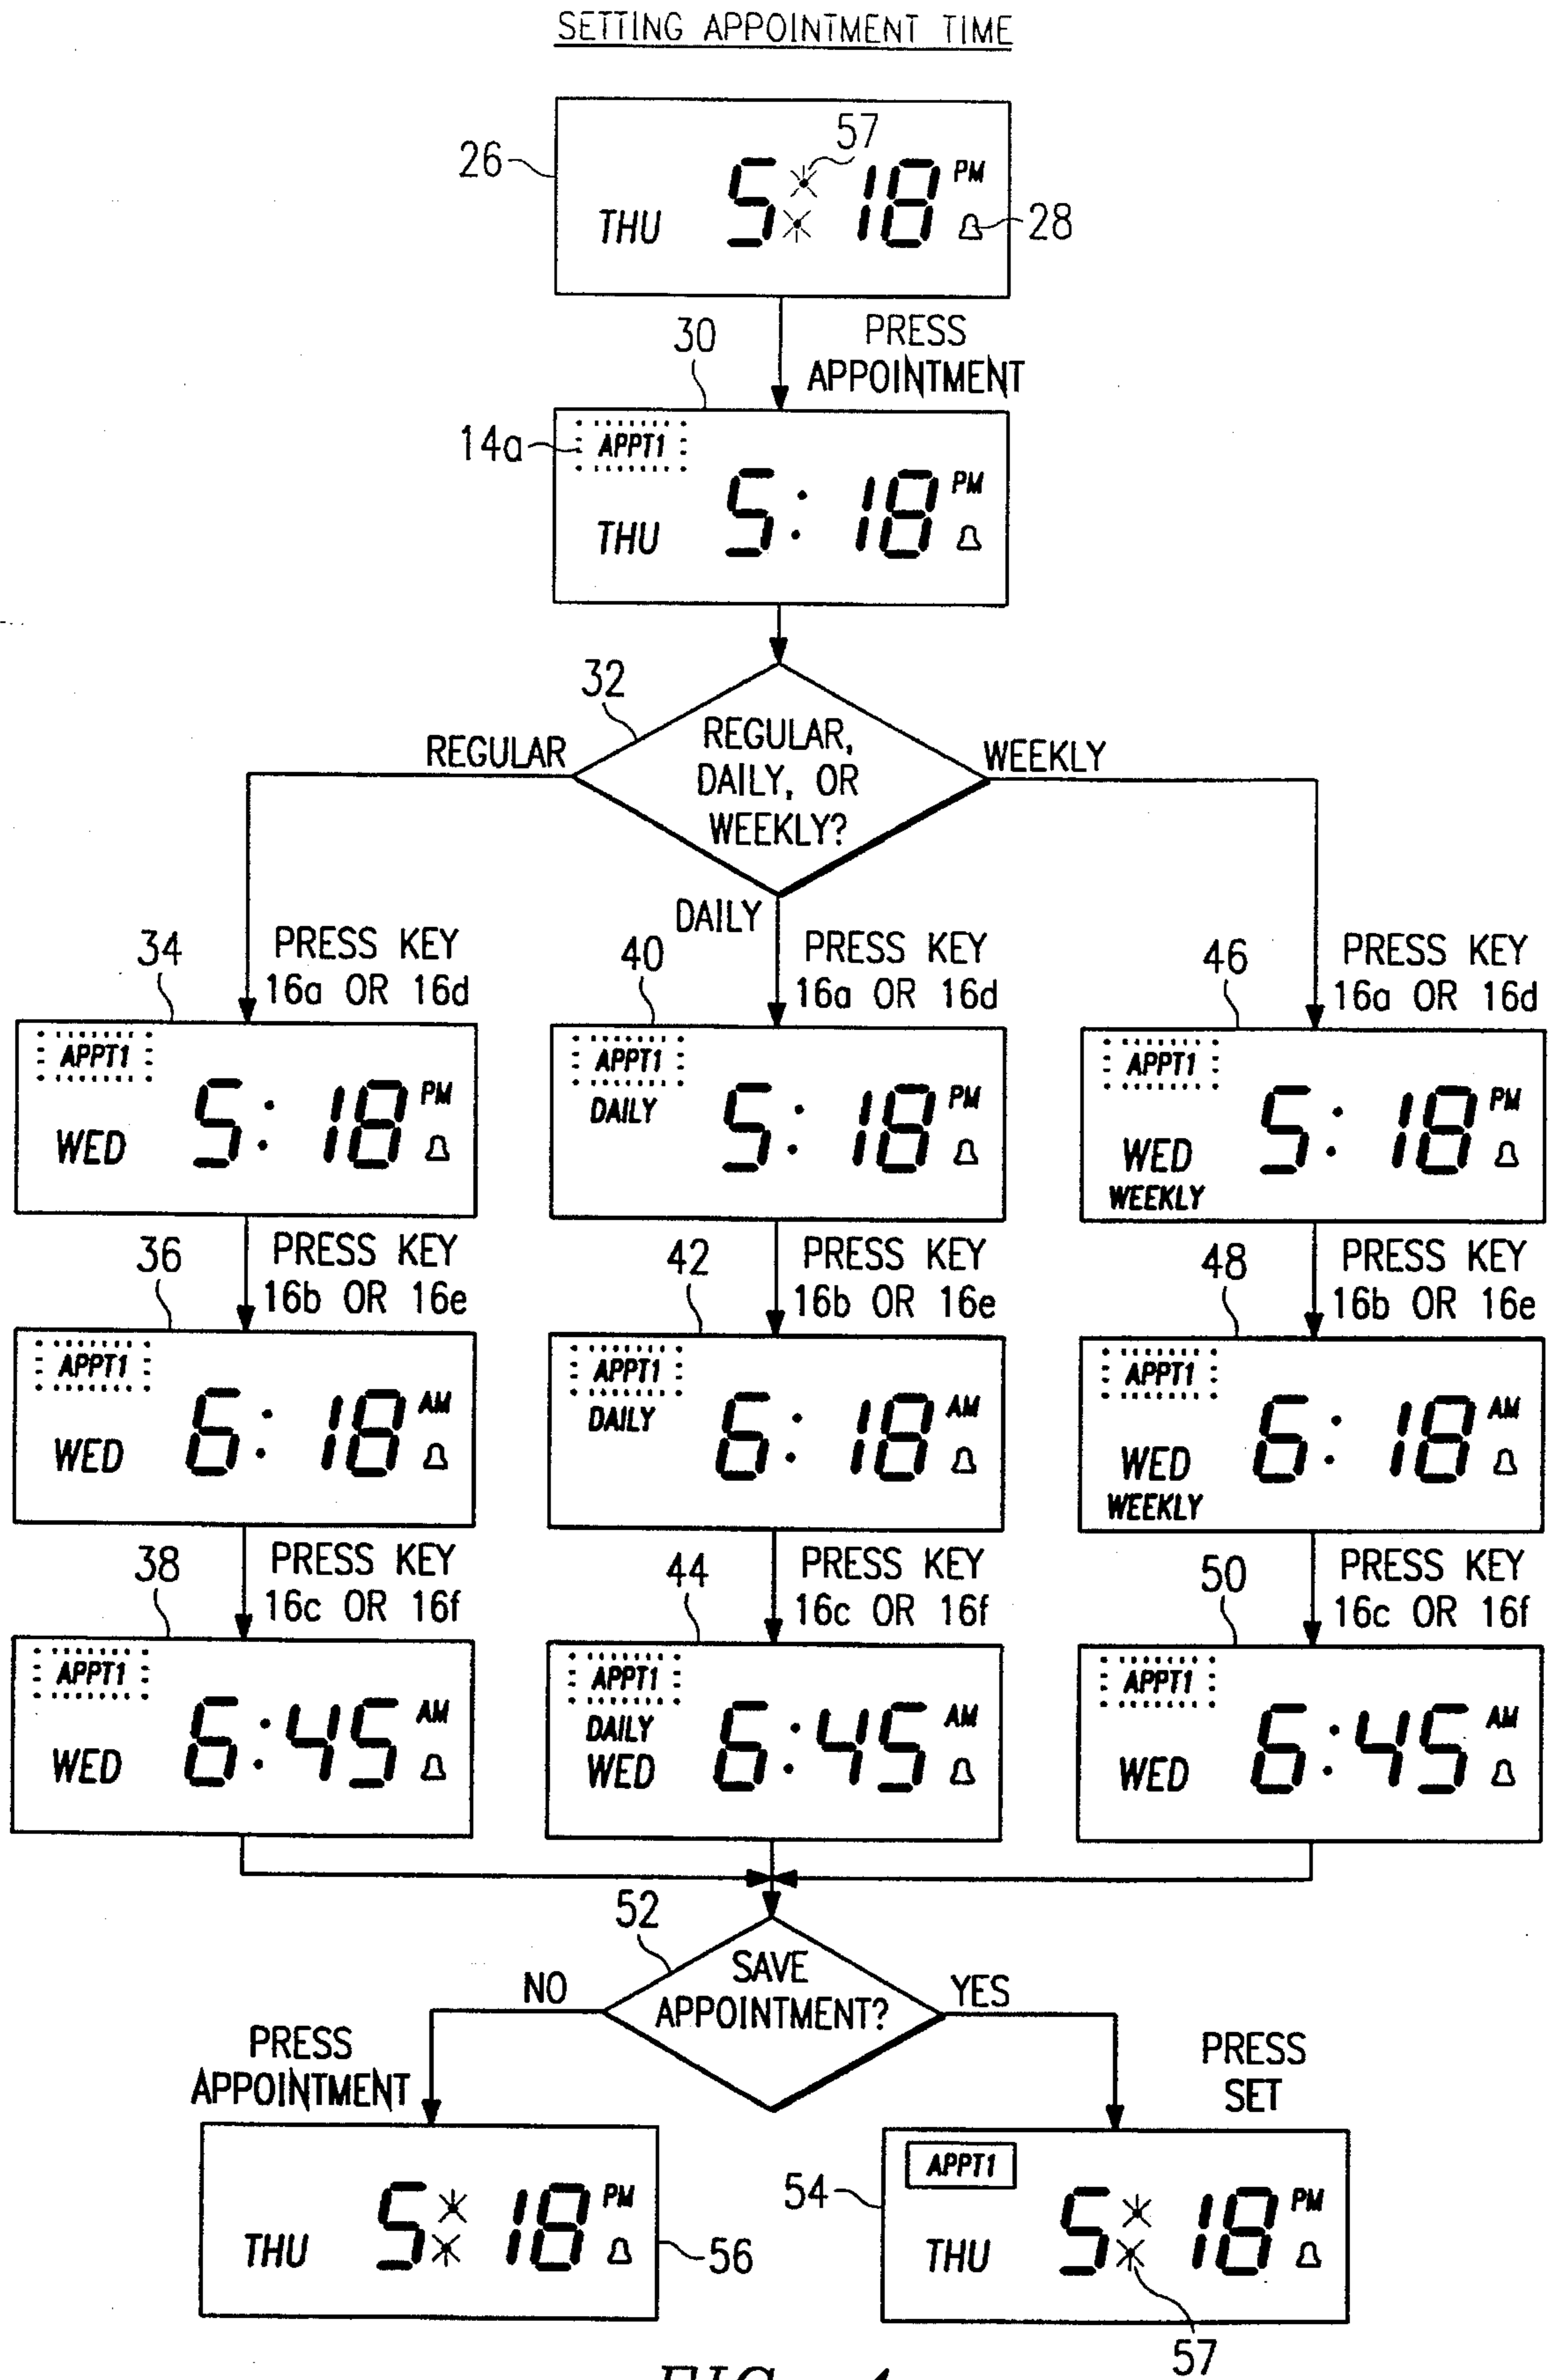 SETTING APPOINTMENT TIME
57
26
THU 5:18 PM
28
PRESS
APPOINTMENT
30
14a
APPT1
THU 5:18 PM
32
REGULAR,
DAILY, OR
WEEKLY?
REGULAR
WEEKLY
DAILY
34
PRESS KEY
16a OR 16d
40
PRESS KEY
16a OR 16d
46
PRESS KEY
16a OR 16d
APPT1
WED 5:18 PM
APPT1
DAILY
5:18 PM
APPT1
WED 5:18 PM
WEEKLY
36
PRESS KEY
16b OR 16e
42
PRESS KEY
16b OR 16e
48
PRESS KEY
16b OR 16e
APPT1
WED 6:18 AM
APPT1
DAILY
6:18 AM
APPT1
WED 6:18 AM
WEEKLY
38
PRESS KEY
16c OR 16f
44
PRESS KEY
16c OR 16f
50
PRESS KEY
16c OR 16f
APPT1
WED 6:45 AM
APPT1
DAILY
WED 6:45 AM
APPT1
WED 6:45 AM
52
SAVE
APPOINTMENT?
NO
YES
PRESS
APPOINTMENT
PRESS
SET
THU 5:18 PM
56
54
APPT1
THU 5:18 PM
57